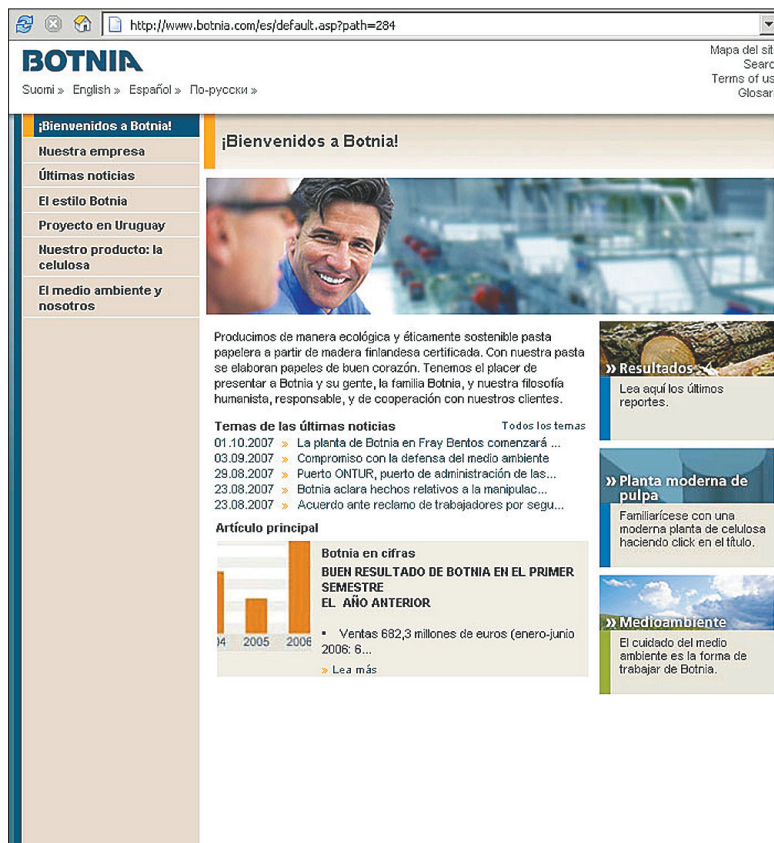 http://www.botnia.com/es/default.asp?path=284
BOTNIA
Mapa del sit
Searc
Terms of us
Glosar
Suomi » English » Español » По-русски »
¡Bienvenidos a Botnia!
Nuestra empresa
Últimas noticias
El estilo Botnia
Proyecto en Uruguay
Nuestro producto: la
celulosa
El medio ambiente y
nosotros
¡Bienvenidos a Botnia!
Producimos de manera ecológica y éticamente sostenible pasta
papelera a partir de madera finlandesa certificada. Con nuestra pasta
se elaboran papeles de buen corazón. Tenemos el placer de
presentar a Botnia y su gente, la familia Botnia, y nuestra filosofía
humanista, responsable, y de cooperación con nuestros clientes.
Temas de las últimas noticias Todos los temas
01.10.2007 » La planta de Botnia en Fray Bentos comenzará ...
03.09.2007 » Compromiso con la defensa del medio ambiente
29.08.2007 » Puerto ONTUR, puerto de administración de las...
23.08.2007 » Botnia aclara hechos relativos a la manipulac...
23.08.2007 » Acuerdo ante reclamo de trabajadores por segu...
Artículo principal
04 2005 2006
Botnia en cifras
BUEN RESULTADO DE BOTNIA EN EL PRIMER
SEMESTRE
EL AÑO ANTERIOR
• Ventas 682,3 millones de euros (enero-junio
2006: 6...
» Lea más
» Resultados
Lea aquí los últimos
reportes.
» Planta moderna de
pulpa
Familiarícese con una
moderna planta de celulosa
haciendo click en el título.
» Medioambiente
El cuidado del medio
ambiente es la forma de
trabajar de Botnia.